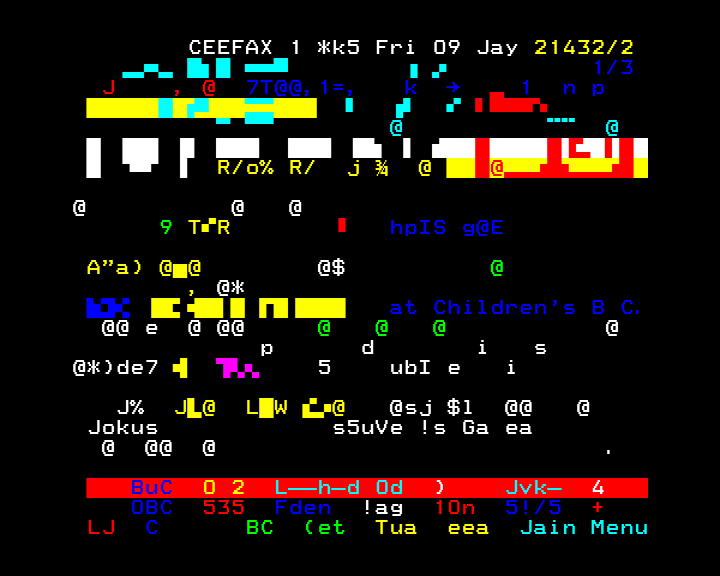 CEEFAX 1 *k5 Fri 09 Jay 21432/2
1/3
J , @ 7T@@,1=, k → 1 n p
@ @
R/o% R/ j ¾ @ @
@ @ @
9 T R hpIS g@E
A"a) @ @ @$ @
, @*
at Children's B C.
@@ e @ @@ @ @ @ @
p d i s
@*)de7 5 ubI e i
J% J L@ L W @ @sj $l @@ @
Jokus s5uVe !s Ga ea
@ @@ @ .
BuC O 2 L——h—d Od ) Jvk— 4
OBC 535 Fden !ag 10n 5!/5 +
LJ C BC (et Tua eea Jain Menu